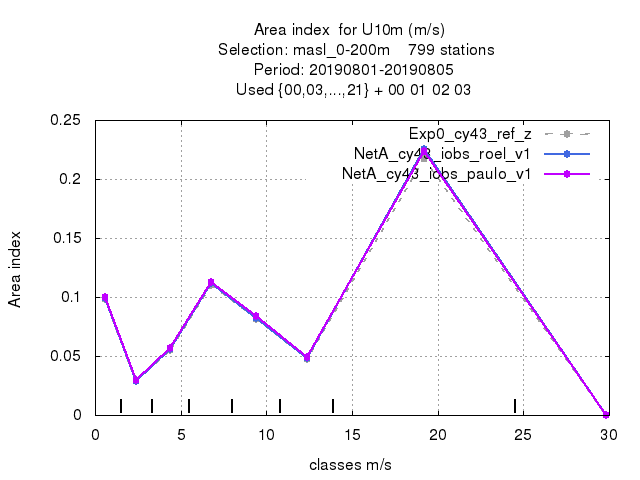 Area index  for U10m (m/s)
Selection: masl_0-200m    799 stations
Period: 20190801-20190805
Used {00,03,...,21} + 00 01 02 03
0.25
Exp0_cy43_ref_z
NetA_cy43_iobs_roel_v1
0.2
NetA_cy43_iobs_paulo_v1
0.15
Area index
0.1
0.05
0
0 5 10 15 20 25 30
classes m/s